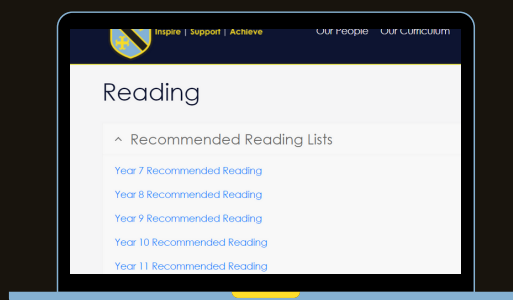 Inspire | Support | Achieve
Our People Our Curriculum
Reading
^ Recommended Reading Lists
Year 7 Recommended Reading
Year 8 Recommended Reading
Year 9 Recommended Reading
Year 10 Recommended Reading
Year 11 Recommended Reading